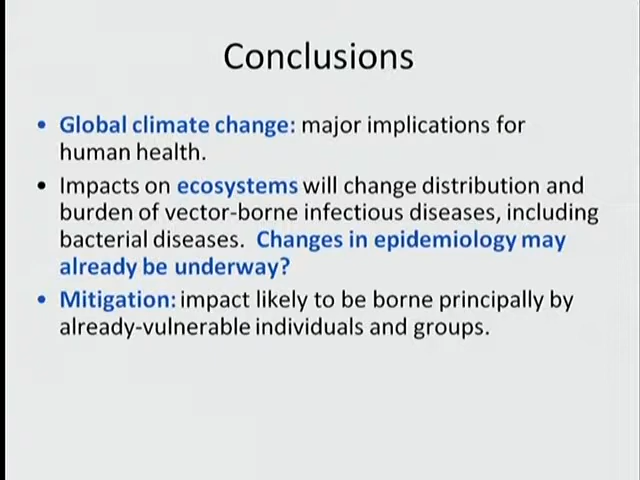 Conclusions
• Global climate change: major implications for
human health.
• Impacts on ecosystems will change distribution and
burden of vector-borne infectious diseases, including
bacterial diseases.  Changes in epidemiology may
already be underway?
• Mitigation: impact likely to be borne principally by
already-vulnerable individuals and groups.